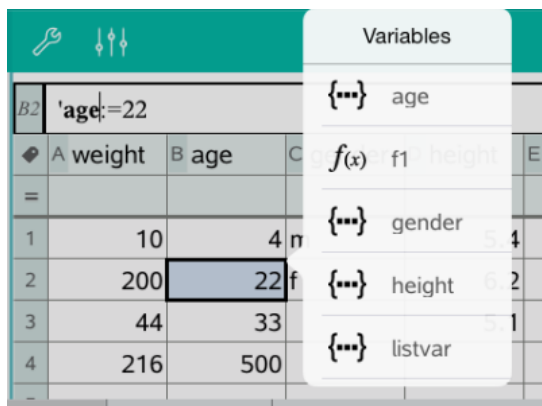 Variables
B2 'age:=22
A weight B age C gender D height E
=
1 10 4 m 5.4
2 200 22 f 6.2
3 44 33 5.1
4 216 500
{...} age
f(x) f1
{...} gender
{...} height
{...} listvar